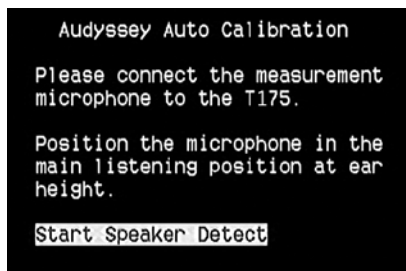 Audyssey Auto Calibration
Please connect the measurement
microphone to the T175.
Position the microphone in the
main listening position at ear
height.
Start Speaker Detect